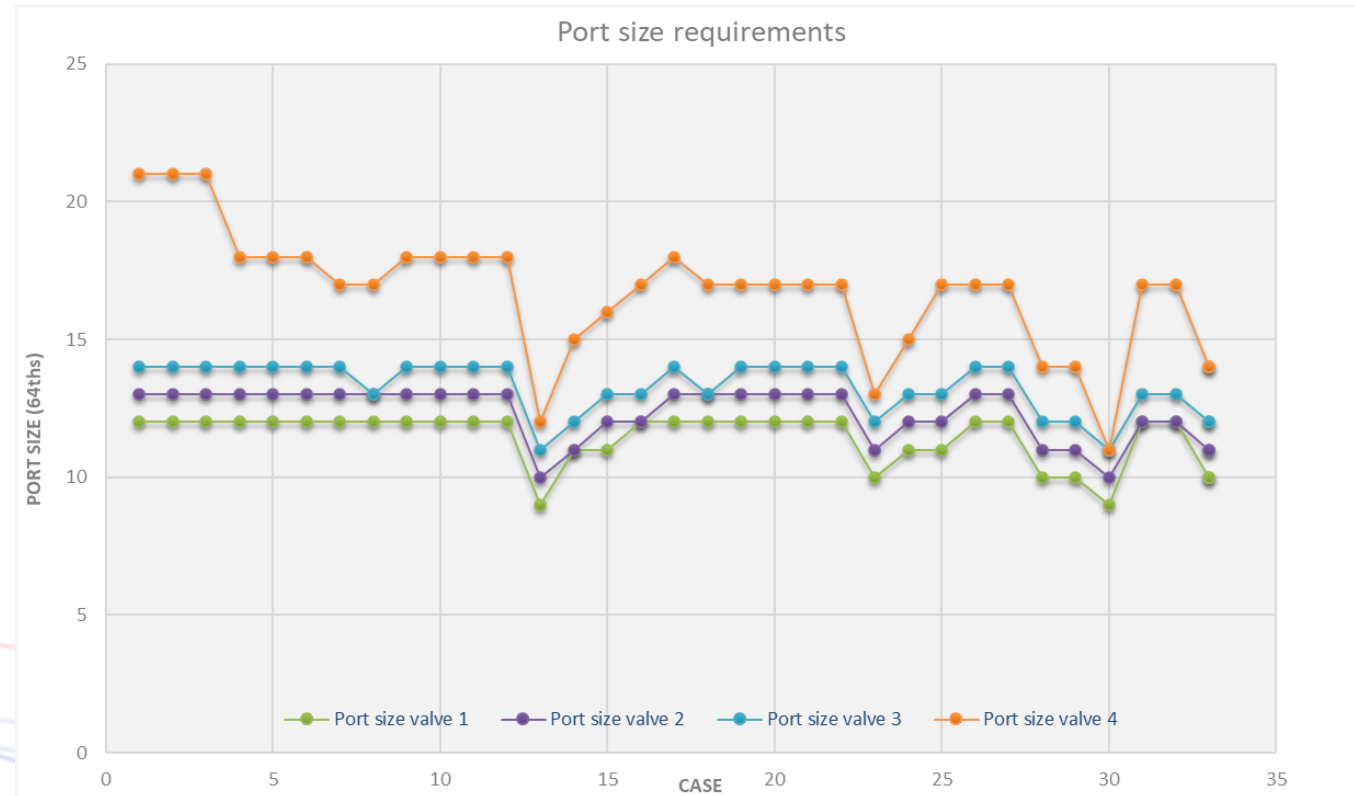 Port size requirements
25
20
15
10
5
0
PORT SIZE (64ths)
Port size valve 1 Port size valve 2 Port size valve 3 Port size valve 4
0 5 10 15 20 25 30 35
CASE